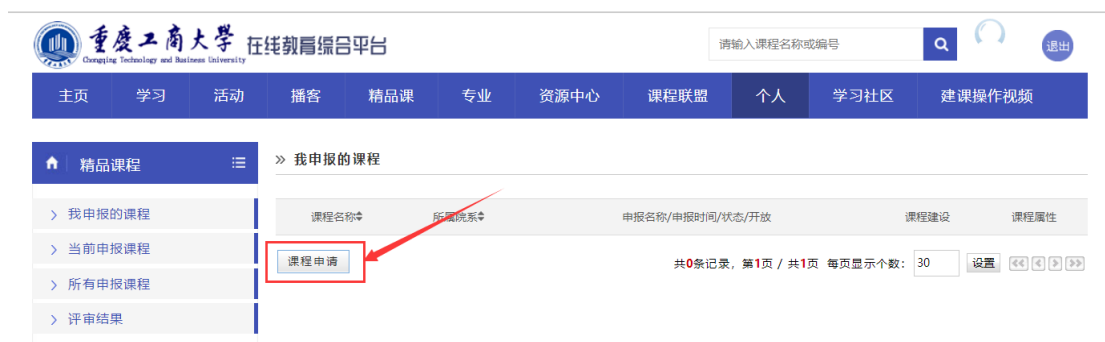 重庆工商大学 在线教育综合平台
Chongqing Technology and Business University
请输入课程名称或编号
退出
主页 学习 活动 播客 精品课 专业 资源中心 课程联盟 个人 学习社区 建课操作视频
精品课程
我申报的课程
当前申报课程
所有申报课程
评审结果
» 我申报的课程
课程名称 所属院系 申报名称/申报时间/状态/开放 课程建设 课程属性
课程申请
共0条记录，第1页 / 共1页 每页显示个数： 30 设置